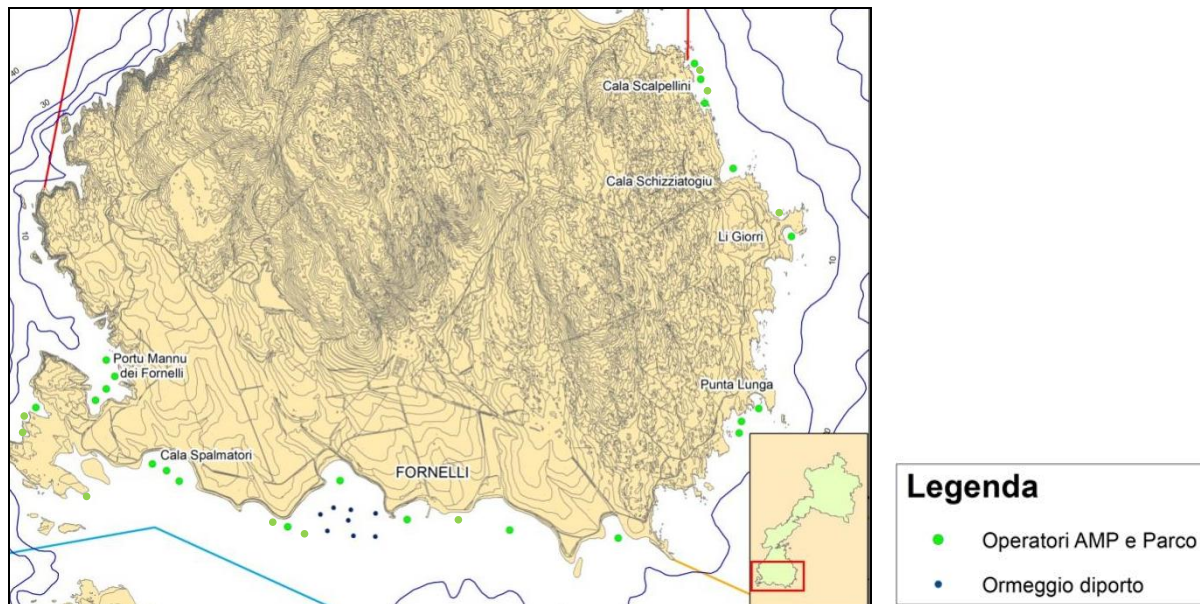 40
30
Cala Scalpellini
Cala Schizziatogiu
Li Giorri
10
10
Portu Mannu
dei Fornelli
Punta Lunga
Cala Spalmatori
FORNELLI
Legenda
Operatori AMP e Parco
Ormeggio diporto